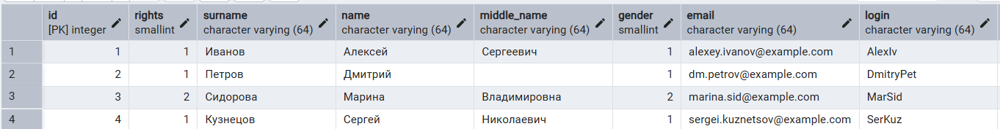 id rights surname name middle_name gender email login
[PK] integer smallint character varying (64) character varying (64) character varying (64) smallint character varying (64) character varying (64)
1 1 1 Иванов Алексей Сергеевич 1 alexey.ivanov@example.com AlexIv
2 2 1 Петров Дмитрий 1 dm.petrov@example.com DmitryPet
3 3 2 Сидорова Марина Владимировна 2 marina.sid@example.com MarSid
4 4 1 Кузнецов Сергей Николаевич 1 sergei.kuznetsov@example.com SerKuz